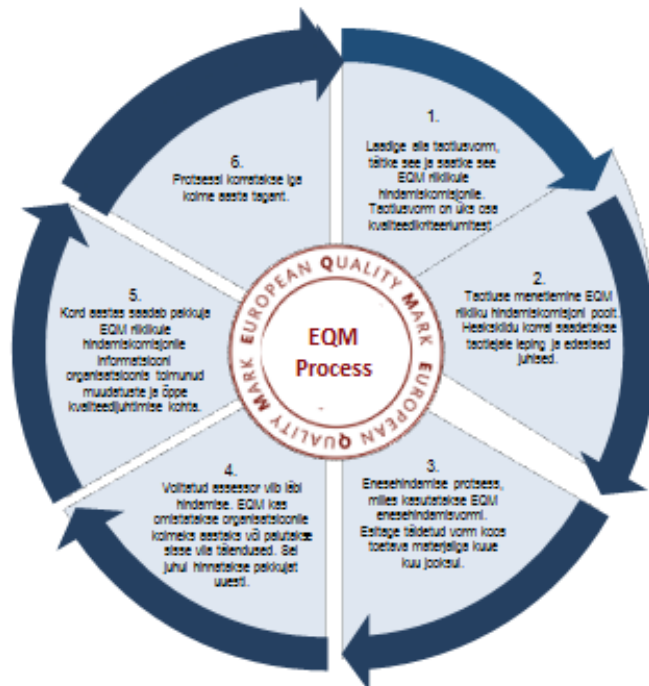 1.
Laadige alla taotlusvorm,
täitke see ja saatke see
EQM riiklikule
hindamiskomisjonile.
Taotlusvorm on üks osa
kvaliteedikriteeriumitest
2.
Taotluse menetlemine EQM
riikliku hindamiskomisjoni poolt.
Heakskiidu korral saadetakse
taotlejale leping ja edasised
juhised.
3.
Enesehindamise protsess,
milles kasutatakse EQM
enesehindamisvormi.
Esitage täidetud vorm koos
toetava materjaliga kuue
kuu jooksul.
4.
Volitatud assessor viib läbi
hindamise. EQM kas
omistatakse organisatsioonile
kolmeks aastaks või palutakse
sisse viia täiendused. Sel
juhul hinnatakse pakkujat
uuesti.
5.
Kord aastas saadab pakkuja
EQM riiklikule
hindamiskomisjonile
informatsiooni
organisatsioonis toimunud
muudatuste ja õppe
kvaliteedijuhtimise kohta.
6.
Protsessi korratakse iga
kolme aasta tagant.
EUROPEAN QUALITY MARK
EUROPEAN QUALITY MARK
EQM
Process